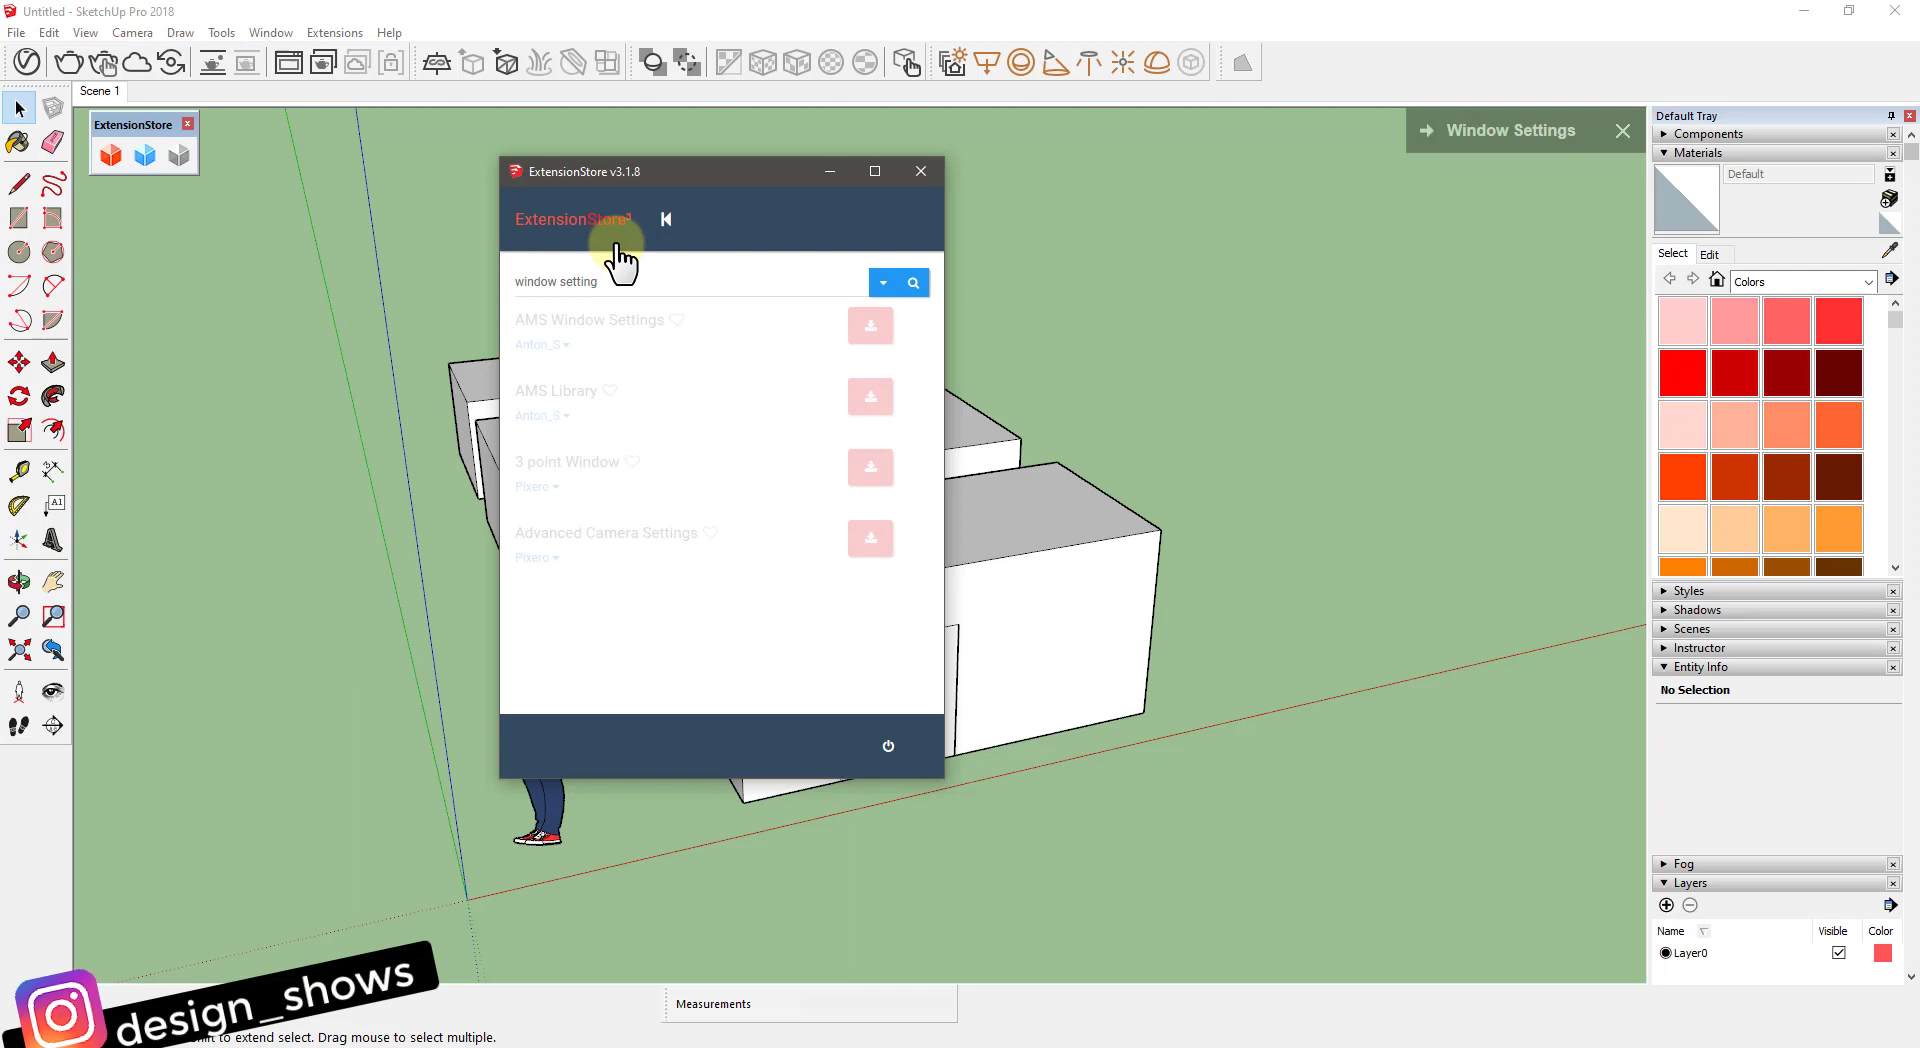 Untitled - SketchUp Pro 2018
File Edit View Camera Draw Tools Window Extensions Help
Scene 1
ExtensionStore
Window Settings
ExtensionStore v3.1.8
ExtensionStore³
window setting
AMS Window Settings
Anton_S
AMS Library
Anton_S
3 point Window
Pixero
Advanced Camera Settings
Pixero
A1
Default Tray
Components
Materials
Default
Select Edit
Colors
Styles
Shadows
Scenes
Instructor
Entity Info
No Selection
Fog
Layers
Name Visible Color
Layer0
Measurements
design_shows
to extend select. Drag mouse to select multiple.